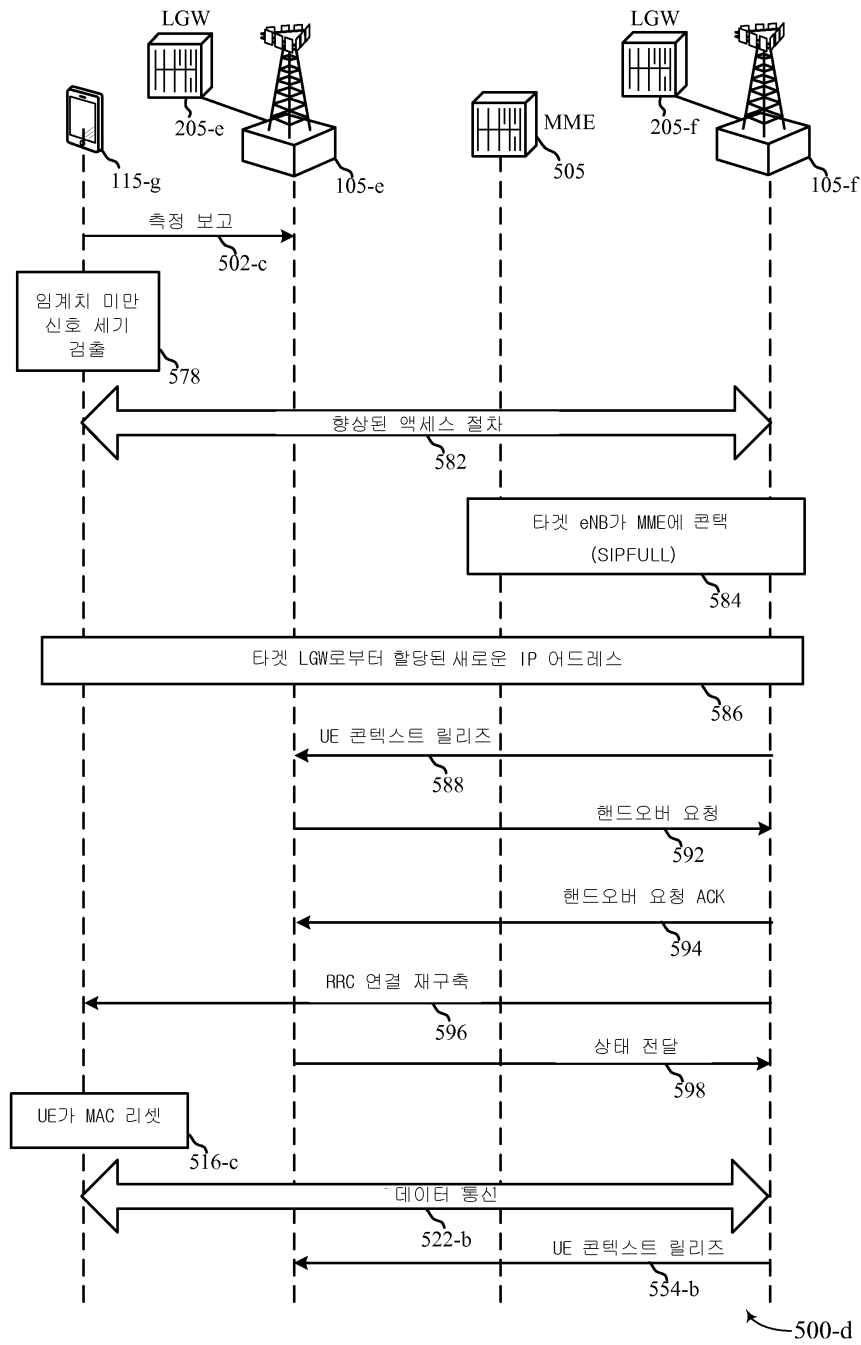 LGW
LGW
205-e
205-f
MME
115-g
105-e
505
105-f
측정 보고
502-c
임계치 미만
신호 세기
검출
578
향상된 액세스 절차
582
타겟 eNB가 MME에 콘택
(SIPFULL)
584
타겟 LGW로부터 할당된 새로운 IP 어드레스
586
UE 콘텍스트 릴리즈
588
핸드오버 요청
592
핸드오버 요청 ACK
594
RRC 연결 재구축
596
상태 전달
598
UE가 MAC 리셋
516-c
데이터 통신
522-b
UE 콘텍스트 릴리즈
554-b
500-d